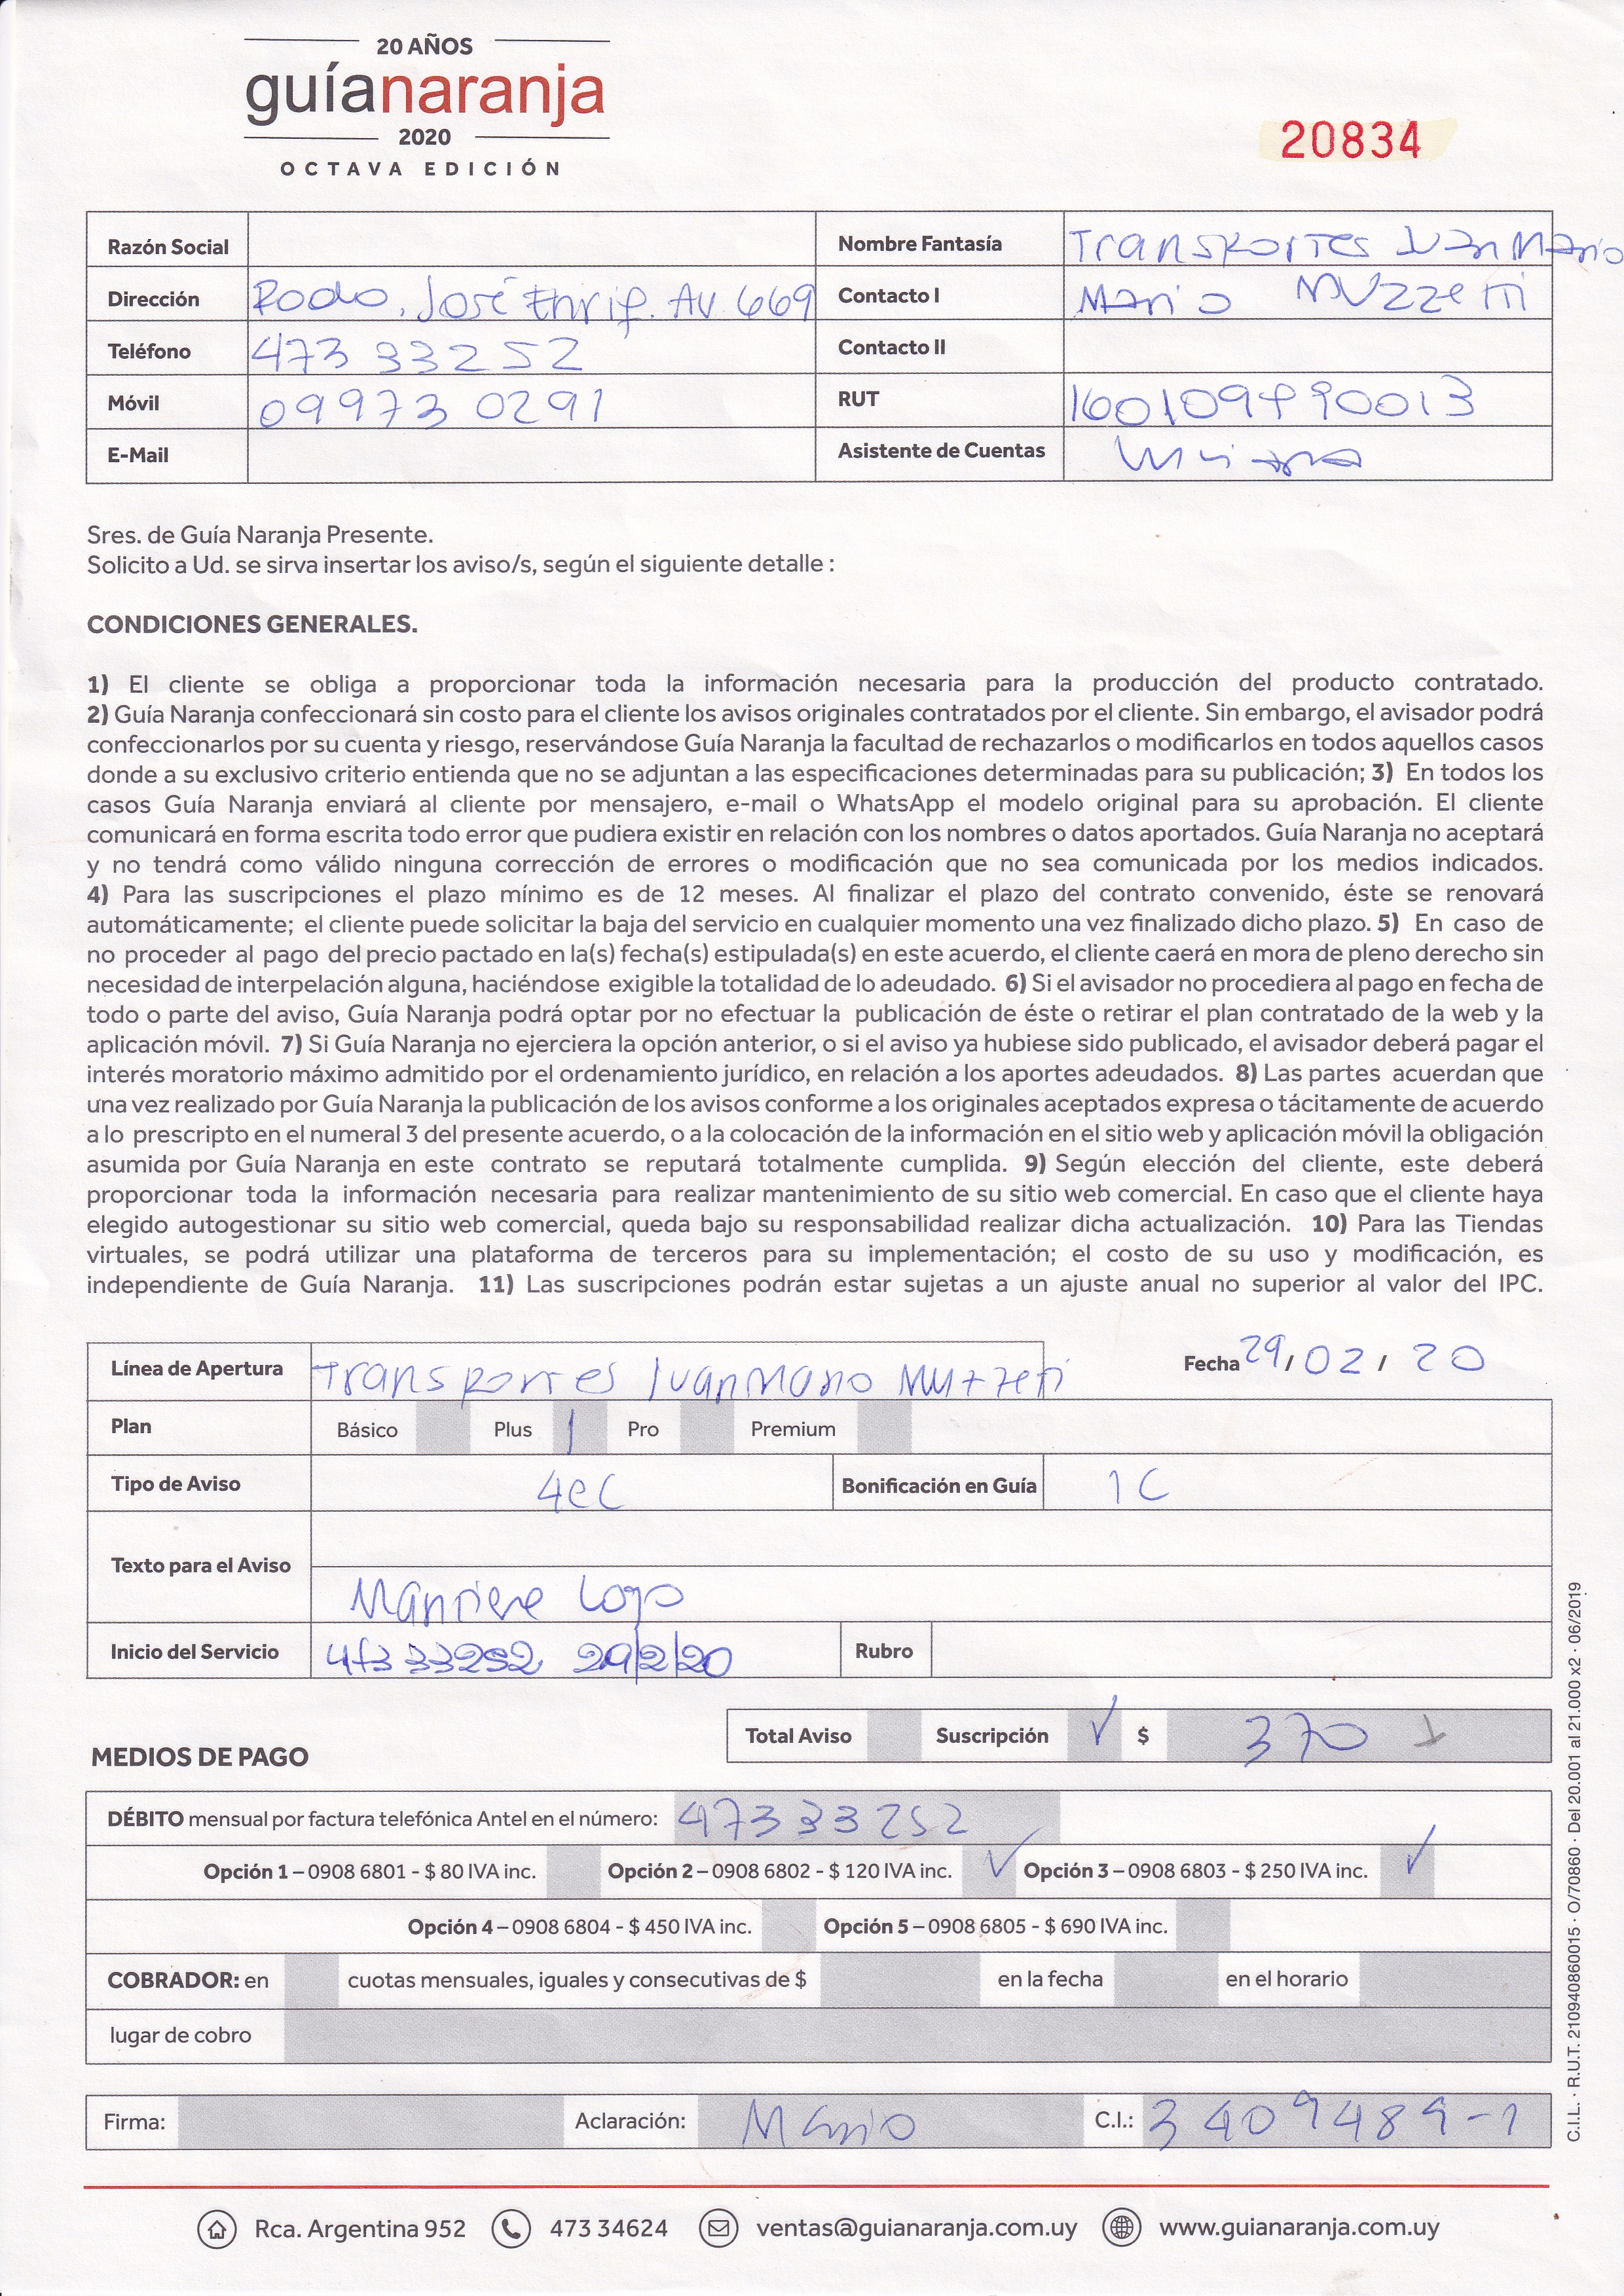 20 AÑOS
guíanaranja
2020
OCTAVA EDICIÓN
20834
Razón Social
Nombre Fantasía Transportes Ivan Mario
Dirección Rodo, José Enriq. Av 669
Contacto I Mario Muzzetti
Teléfono 473 33252
Contacto II
Móvil 09973 0291
RUT
E-Mail
Asistente de Cuentas
Sres. de Guía Naranja Presente.
Solicito a Ud. se sirva insertar los aviso/s, según el siguiente detalle :
CONDICIONES GENERALES.
1) El cliente se obliga a proporcionar toda la información necesaria para la producción del producto contratado.
2) Guía Naranja confeccionará sin costo para el cliente los avisos originales contratados por el cliente. Sin embargo, el avisador podrá
confeccionarlos por su cuenta y riesgo, reservándose Guía Naranja la facultad de rechazarlos o modificarlos en todos aquellos casos
donde a su exclusivo criterio entienda que no se adjuntan a las especificaciones determinadas para su publicación; 3) En todos los
casos Guía Naranja enviará al cliente por mensajero, e-mail o WhatsApp el modelo original para su aprobación. El cliente
comunicará en forma escrita todo error que pudiera existir en relación con los nombres o datos aportados. Guía Naranja no aceptará
y no tendrá como válido ninguna corrección de errores o modificación que no sea comunicada por los medios indicados.
4) Para las suscripciones el plazo mínimo es de 12 meses. Al finalizar el plazo del contrato convenido, éste se renovará
automáticamente; el cliente puede solicitar la baja del servicio en cualquier momento una vez finalizado dicho plazo. 5) En caso de
no proceder al pago del precio pactado en la(s) fecha(s) estipulada(s) en este acuerdo, el cliente caerá en mora de pleno derecho sin
necesidad de interpelación alguna, haciéndose exigible la totalidad de lo adeudado. 6) Si el avisador no procediera al pago en fecha de
todo o parte del aviso, Guía Naranja podrá optar por no efectuar la publicación de éste o retirar el plan contratado de la web y la
aplicación móvil. 7) Si Guía Naranja no ejerciera la opción anterior, o si el aviso ya hubiese sido publicado, el avisador deberá pagar el
interés moratorio máximo admitido por el ordenamiento jurídico, en relación a los aportes adeudados. 8) Las partes acuerdan que
una vez realizado por Guía Naranja la publicación de los avisos conforme a los originales aceptados expresa o tácitamente de acuerdo
a lo prescripto en el numeral 3 del presente acuerdo, o a la colocación de la información en el sitio web y aplicación móvil la obligación
asumida por Guía Naranja en este contrato se reputará totalmente cumplida. 9) Según elección del cliente, este deberá
proporcionar toda la información necesaria para realizar mantenimiento de su sitio web comercial. En caso que el cliente haya
elegido autogestionar su sitio web comercial, queda bajo su responsabilidad realizar dicha actualización. 10) Para las Tiendas
virtuales, se podrá utilizar una plataforma de terceros para su implementación; el costo de su uso y modificación, es
independiente de Guía Naranja. 11) Las suscripciones podrán estar sujetas a un ajuste anual no superior al valor del IPC.
Línea de Apertura Transportes Ivan Mario Muzzeti
Fecha 29/ 02 / 20
Plan Básico Plus 1 Pro Premium
Tipo de Aviso 4eC Bonificación en Guía 1 C
Texto para el Aviso
Mantiene Logo
Inicio del Servicio 473 33252 29/2/20 Rubro
Total Aviso Suscripción ✓ $ 370
MEDIOS DE PAGO
DÉBITO mensual por factura telefónica Antel en el número: 473 33252
Opción 1 – 0908 6801 - $ 80 IVA inc. Opción 2 – 0908 6802 - $ 120 IVA inc. ✓ Opción 3 – 0908 6803 - $ 250 IVA inc. ✓
Opción 4 – 0908 6804 - $ 450 IVA inc. Opción 5 – 0908 6805 - $ 690 IVA inc.
COBRADOR: en cuotas mensuales, iguales y consecutivas de $ en la fecha en el horario
lugar de cobro
Firma: Aclaración: Mario C.I.: 3 409489-1
C.I.L. · R.U.T. 210940860015 · O/70860 · Del 20.001 al 21.000 x2 · 06/2019
Rca. Argentina 952 473 34624 ventas@guianaranja.com.uy www.guianaranja.com.uy